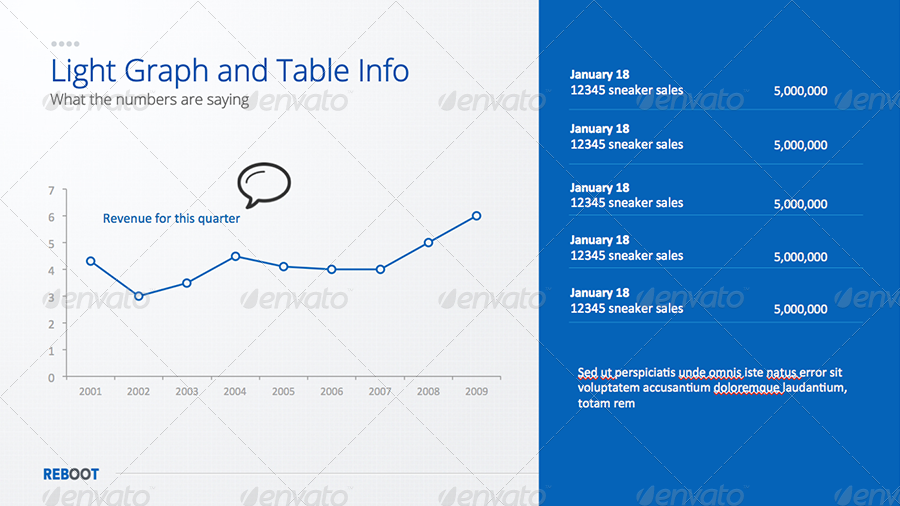 Light Graph and Table Info
What the numbers are saying
Revenue for this quarter
7
6
5
4
3
2
1
0
2001 2002 2003 2004 2005 2006 2007 2008 2009
REBOOT
January 18
12345 sneaker sales 5,000,000
January 18
12345 sneaker sales 5,000,000
January 18
12345 sneaker sales 5,000,000
January 18
12345 sneaker sales 5,000,000
January 18
12345 sneaker sales 5,000,000
Sed ut perspiciatis unde omnis iste natus error sit
voluptatem accusantium doloremque laudantium,
totam rem
envato envato envato envato envato
envato envato envato envato envato
envato envato envato envato envato